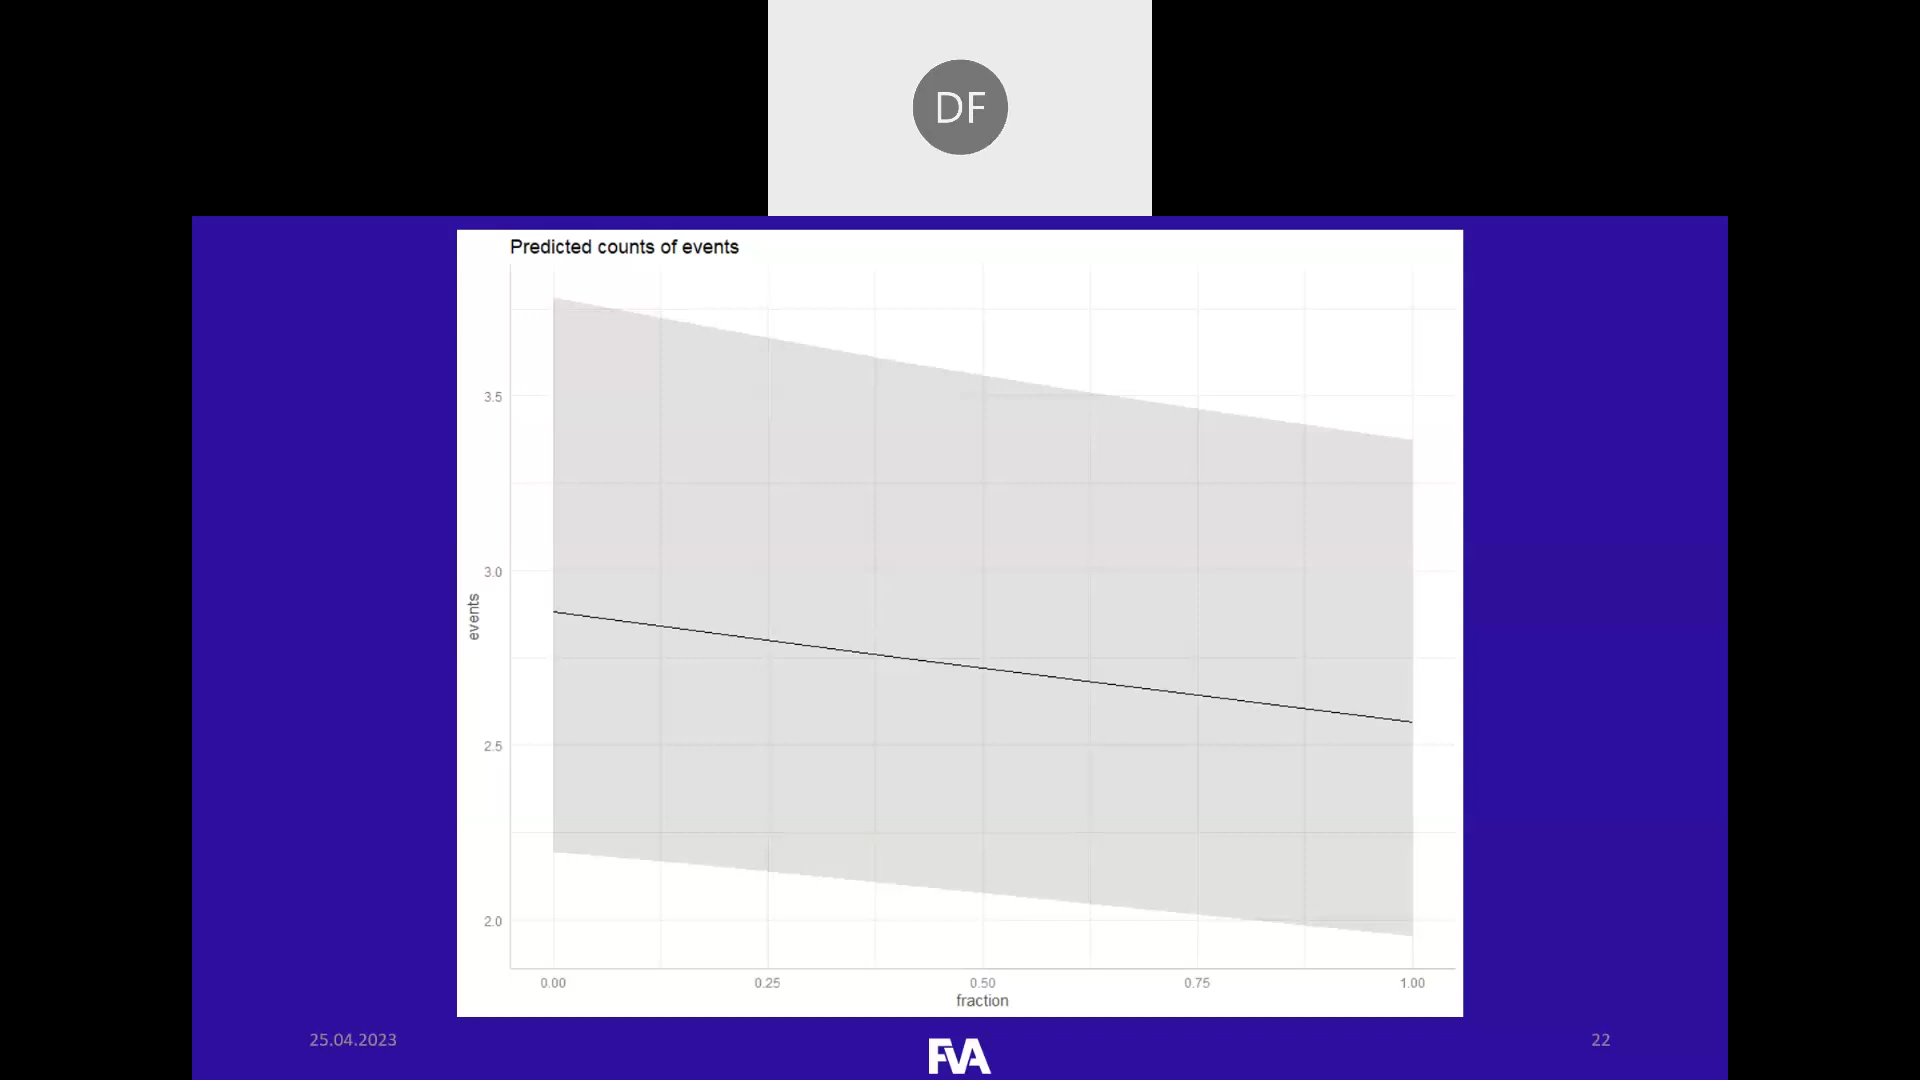 DF
Predicted counts of events
3.5
3.0
2.5
2.0
events
0.00 0.25 0.50 0.75 1.00
fraction
25.04.2023
FVA
22